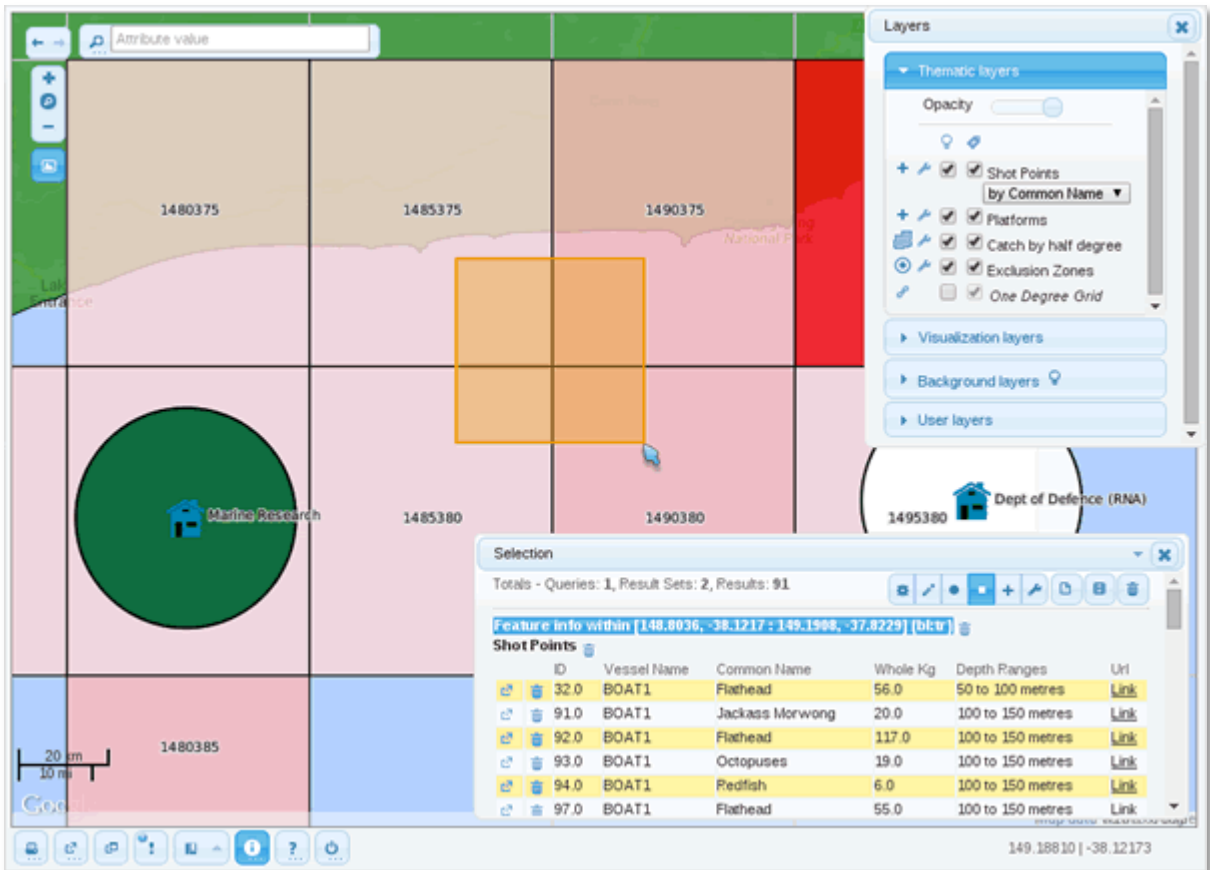 Attribute value
Layers
Thematic layers
Opacity
Shot Points
by Common Name
Platforms
Catch by half degree
Exclusion Zones
One Degree Grid
Visualization layers
Background layers
User layers
1480375
1485375
1490375
National Park
Entrance
Marine Research
1485380
1490380
1495380
Dept of Defence (RNA)
Selection
Totals - Queries: 1, Result Sets: 2, Results: 91
Feature info within [148.8036, -38.1217 : 149.1908, -37.8229] (bl:tr)
Shot Points
ID Vessel Name Common Name Whole Kg Depth Ranges Url
32.0 BOAT1 Flathead 56.0 50 to 100 metres Link
91.0 BOAT1 Jackass Morwong 20.0 100 to 150 metres Link
92.0 BOAT1 Flathead 117.0 100 to 150 metres Link
93.0 BOAT1 Octopuses 19.0 100 to 150 metres Link
94.0 BOAT1 Redfish 6.0 100 to 150 metres Link
97.0 BOAT1 Flathead 55.0 100 to 150 metres Link
1480385
20 km
10 mi
149.18810 | -38.12173